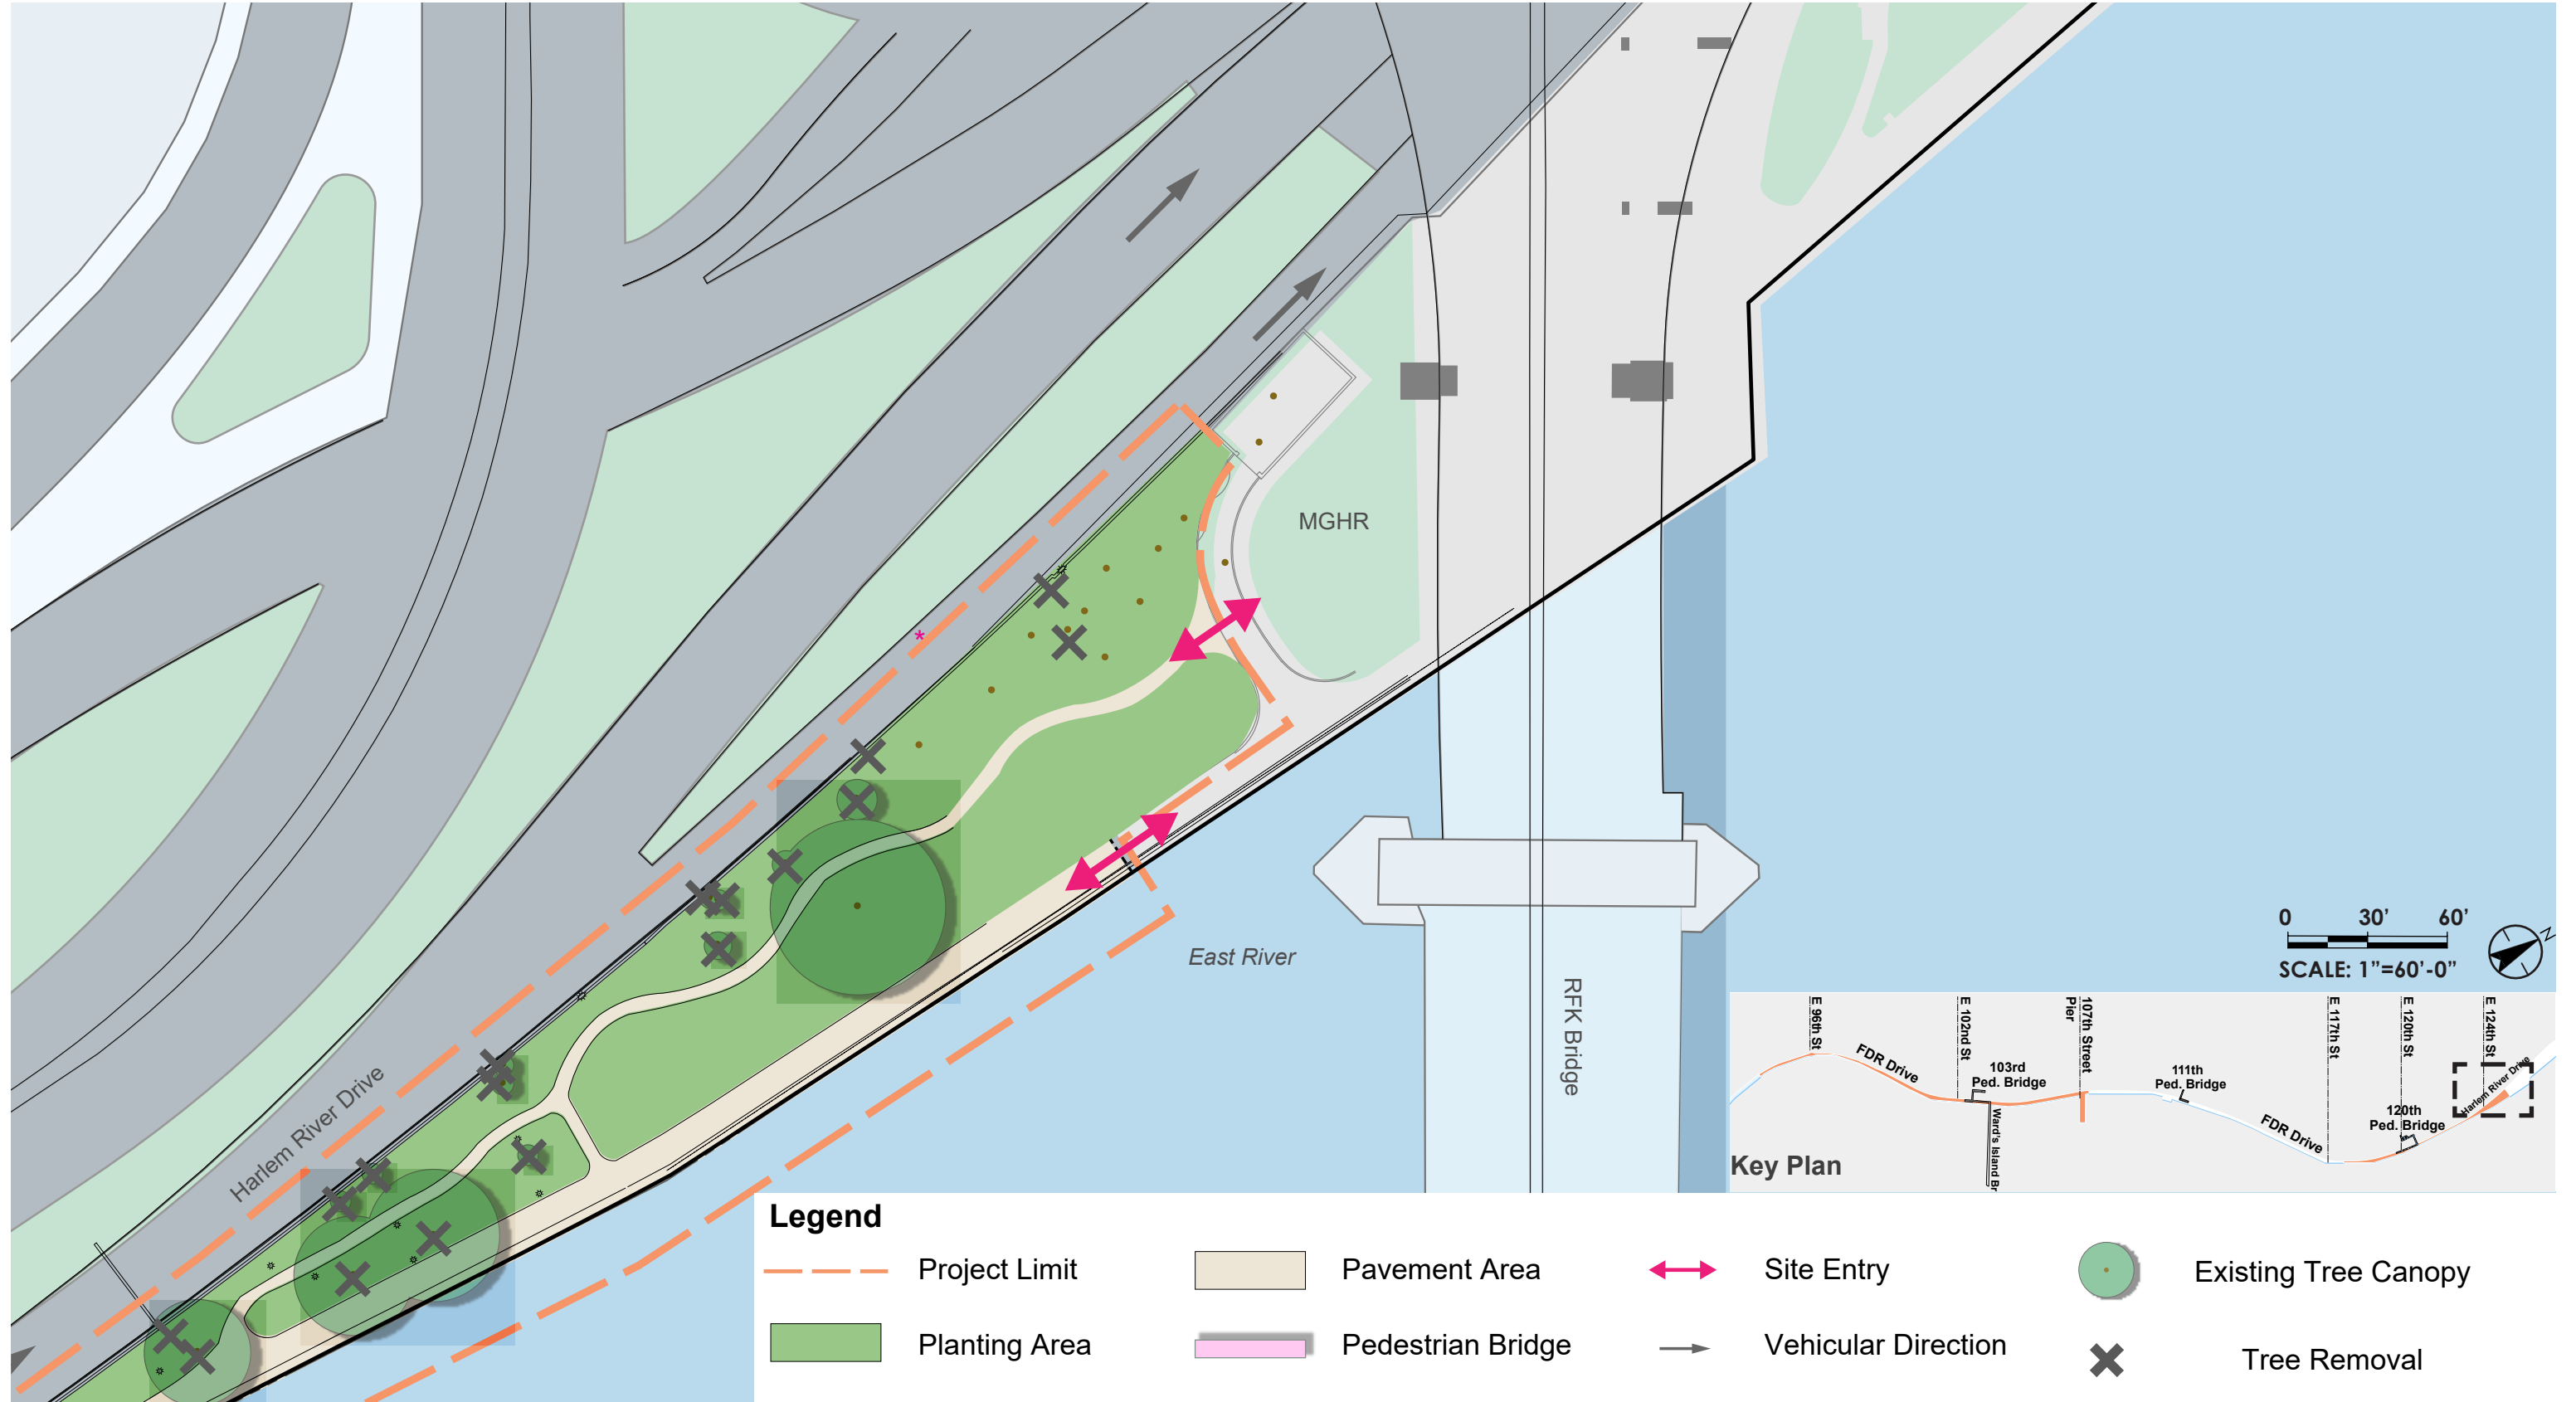 MGHR
*
East River
RFK Bridge
Harlem River Drive
0 30' 60'
SCALE: 1”=60'-0”
N
E 96th St
E 102nd St
107th Street
Pier
E 117th St
E 120th St
E 124th St
FDR Drive
103rd
Ped. Bridge
111th
Ped. Bridge
Harlem River Drive
120th
Ped. Bridge
FDR Drive
Ward's Island Br
Key Plan
Legend
Project Limit
Pavement Area
Site Entry
Existing Tree Canopy
Planting Area
Pedestrian Bridge
Vehicular Direction
Tree Removal